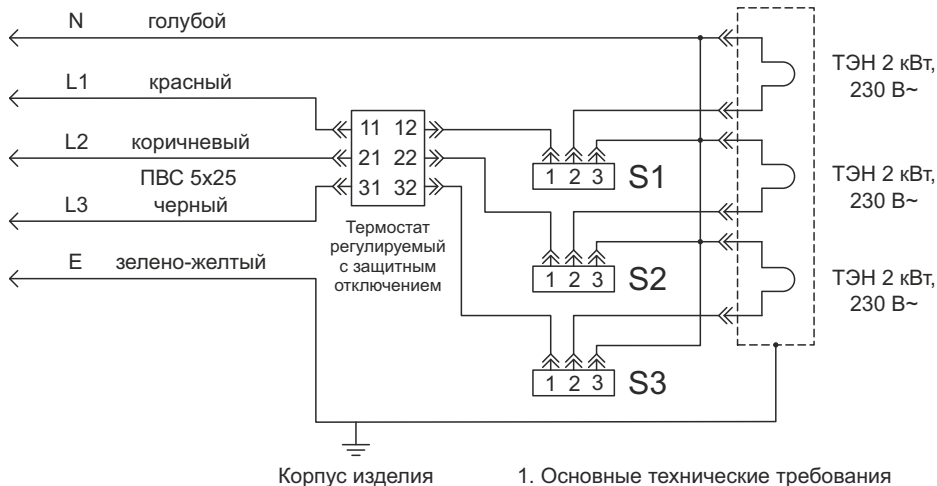 N голубой
L1 красный
L2 коричневый
ПВС 5x25
L3 черный
E зелено-желтый
11 12
21 22
31 32
Термостат
регулируемый
с защитным
отключением
1 2 3 S1
1 2 3 S2
1 2 3 S3
ТЭН 2 кВт,
230 В~
ТЭН 2 кВт,
230 В~
ТЭН 2 кВт,
230 В~
Корпус изделия
1. Основные технические требования